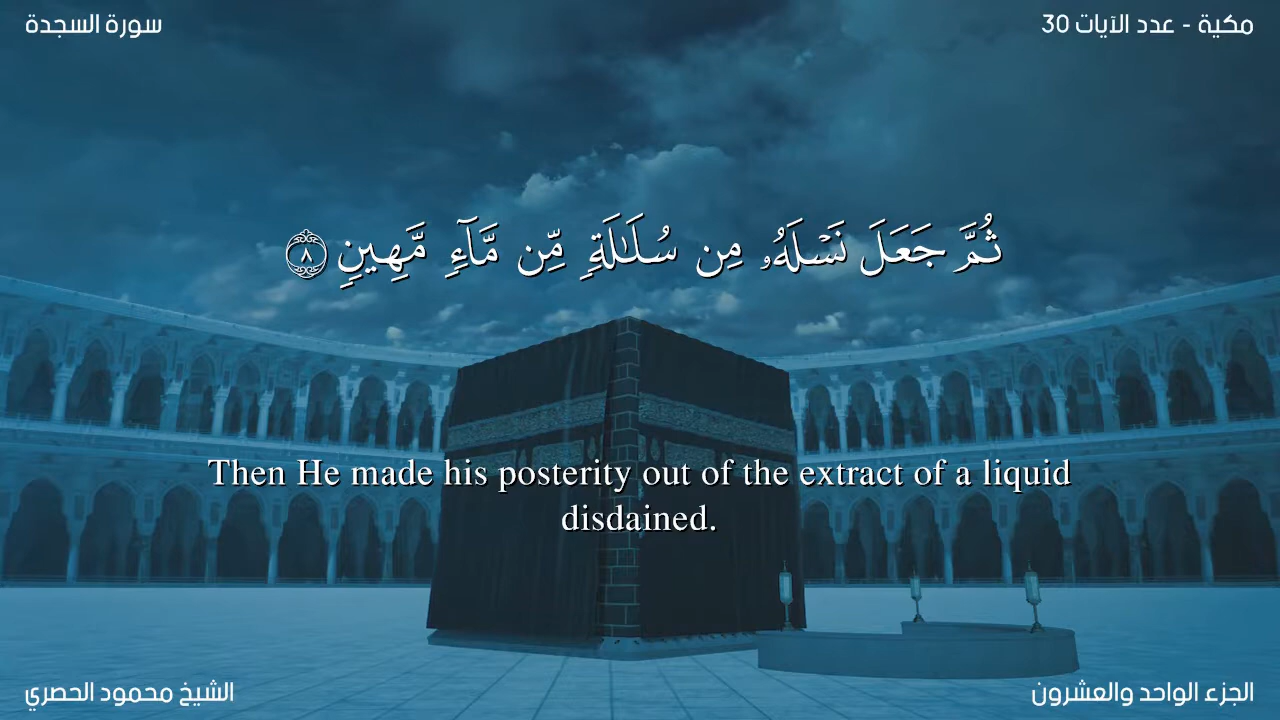 سورة السجدة
مكية - عدد الآيات 30
ثُمَّ جَعَلَ نَسْلَهُۥ مِن سُلَٰلَةٍ مِّن مَّآءٍ مَّهِينٍ ٨
Then He made his posterity out of the extract of a liquid
disdained.
الشيخ محمود الحصري
الجزء الواحد والعشرون